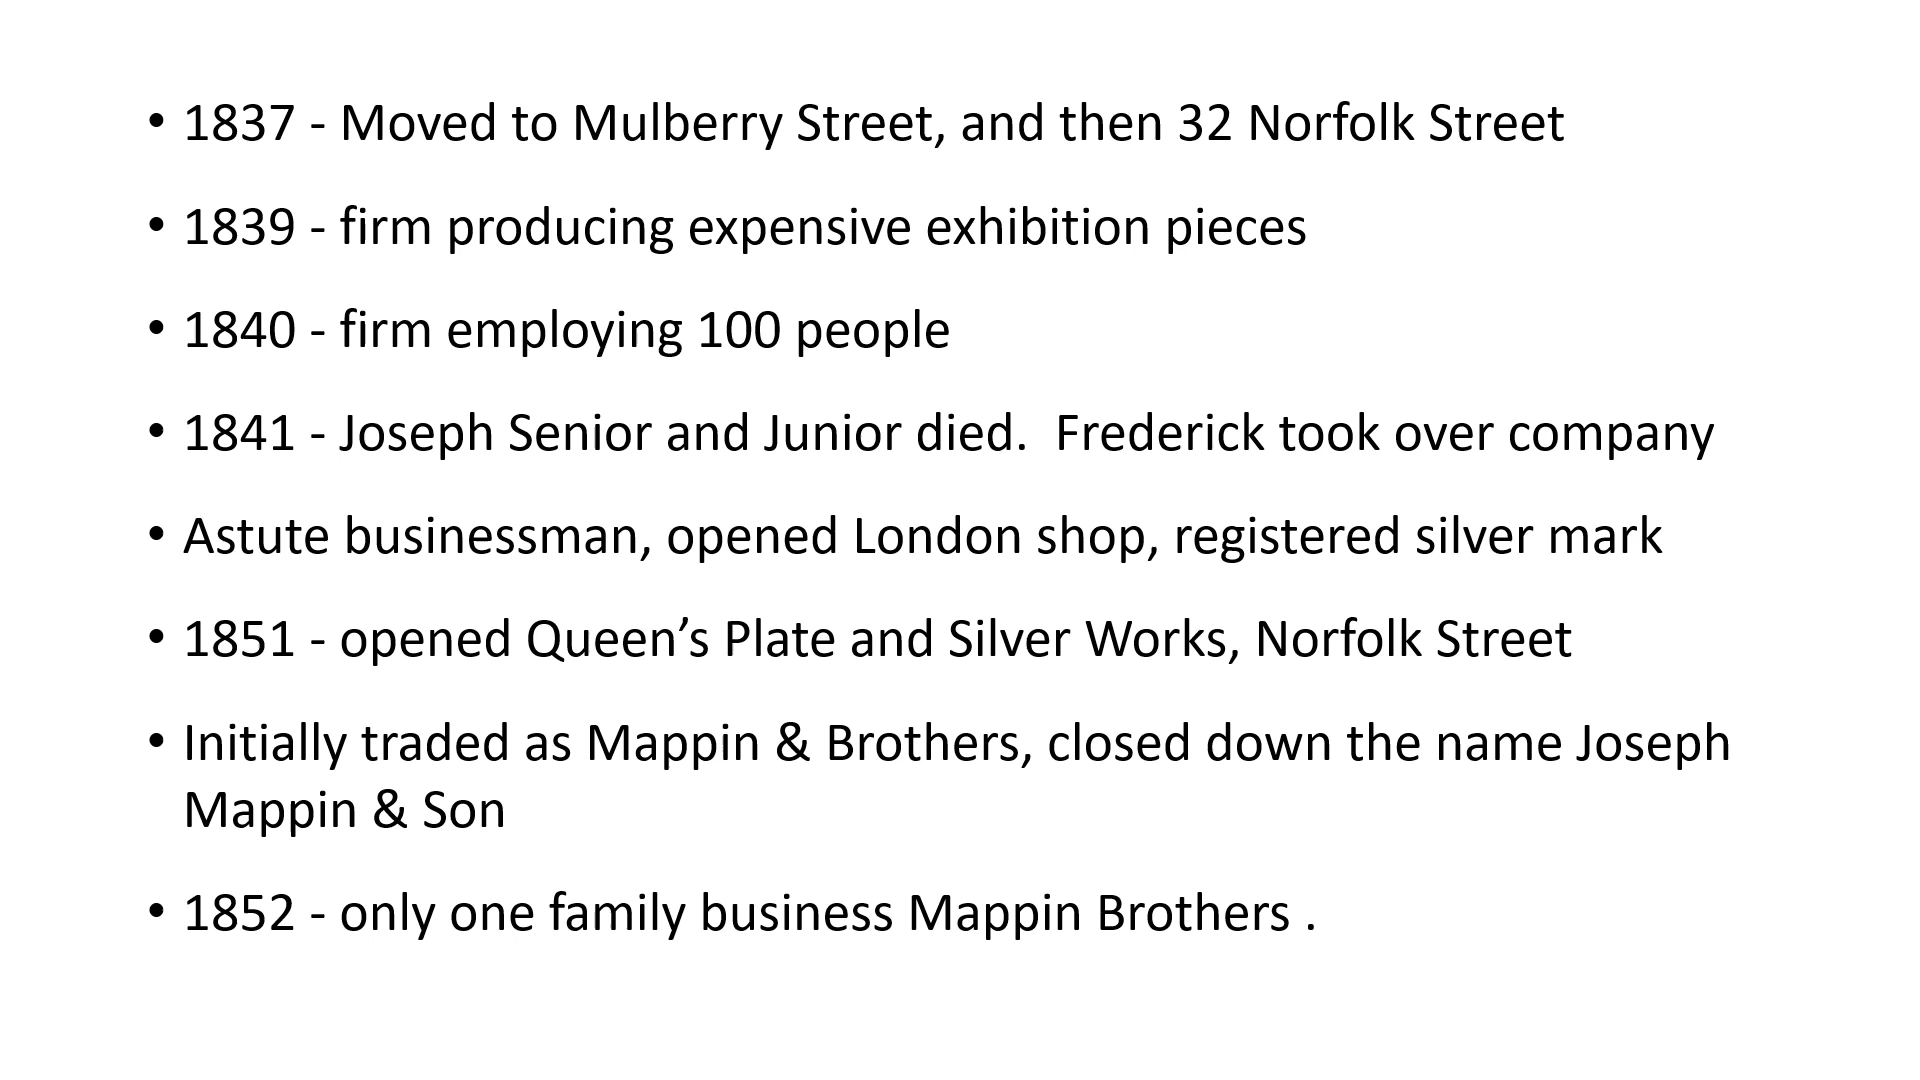 • 1837 - Moved to Mulberry Street, and then 32 Norfolk Street
• 1839 - firm producing expensive exhibition pieces
• 1840 - firm employing 100 people
• 1841 - Joseph Senior and Junior died.  Frederick took over company
• Astute businessman, opened London shop, registered silver mark
• 1851 - opened Queen’s Plate and Silver Works, Norfolk Street
• Initially traded as Mappin & Brothers, closed down the name Joseph
Mappin & Son
• 1852 - only one family business Mappin Brothers .